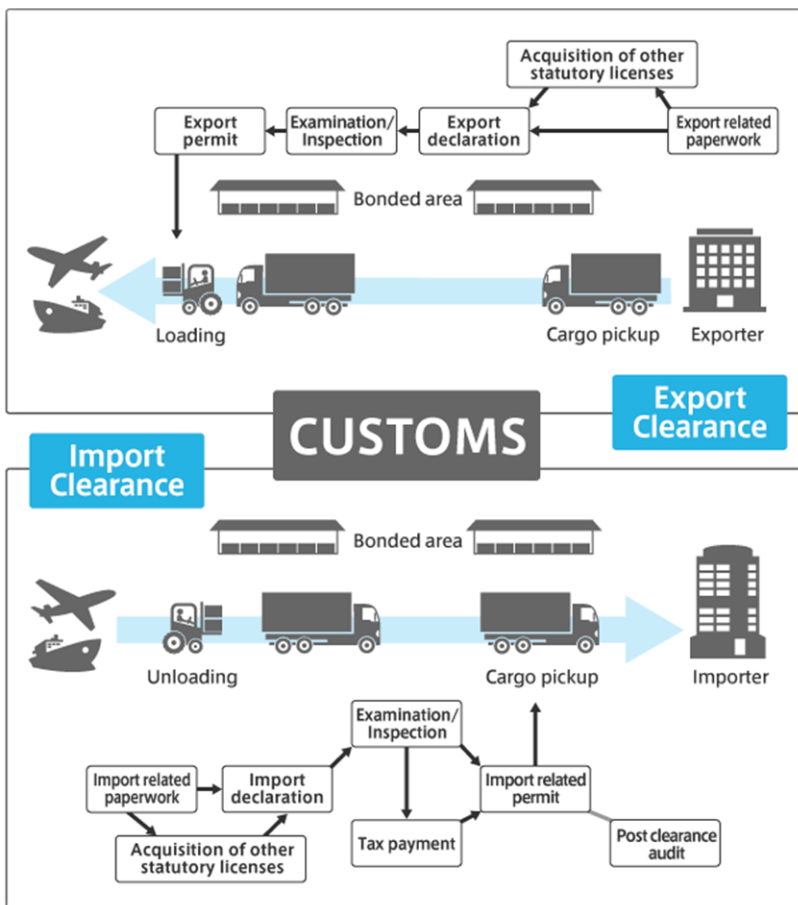 Acquisition of other
statutory licenses
Export
permit
Examination/
Inspection
Export
declaration
Export related
paperwork
Bonded area
Loading
Cargo pickup
Exporter
CUSTOMS
Export
Clearance
Import
Clearance
Bonded area
Unloading
Cargo pickup
Importer
Examination/
Inspection
Import related
paperwork
Import
declaration
Import related
permit
Acquisition of other
statutory licenses
Tax payment
Post clearance
audit